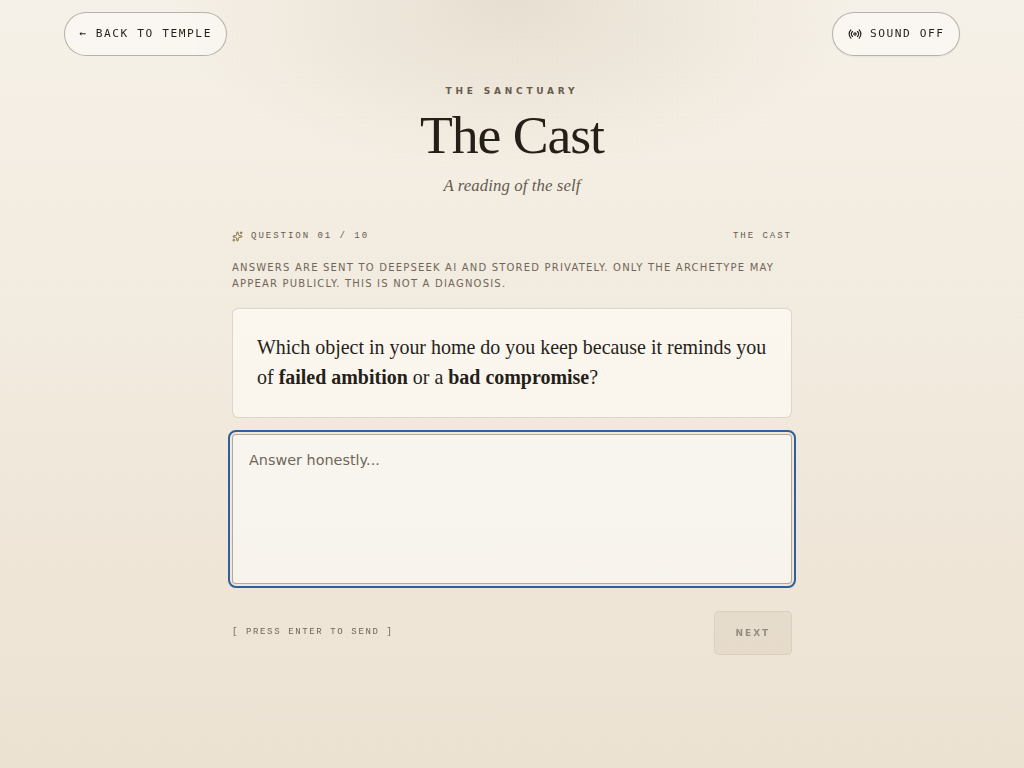 ← BACK TO TEMPLE
SOUND OFF
THE SANCTUARY
The Cast
A reading of the self
QUESTION 01 / 10
THE CAST
ANSWERS ARE SENT TO DEEPSEEK AI AND STORED PRIVATELY. ONLY THE ARCHETYPE MAY
APPEAR PUBLICLY. THIS IS NOT A DIAGNOSIS.
Which object in your home do you keep because it reminds you
of failed ambition or a bad compromise?
Answer honestly...
[ PRESS ENTER TO SEND ]
NEXT